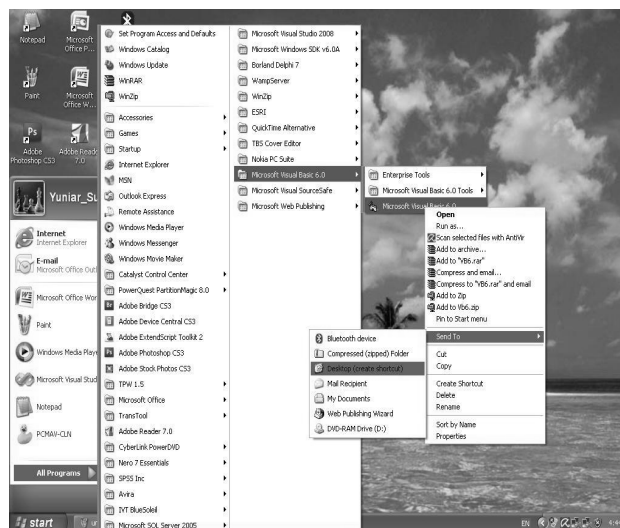 Notepad
Microsoft
Office P...
Paint
Microsoft
Office W...
Adobe
Photoshop CS3
Adobe Reade
7.0
Yuniar_Su
Internet
Internet Explorer
E-mail
Microsoft Office Outl
Microsoft Office Wor
Paint
Windows Media Playe
Microsoft Visual Stud
Notepad
PCMAV-CLN
All Programs
start
Set Program Access and Defaults
Windows Catalog
Windows Update
WinRAR
WinZip
Accessories
Games
Startup
Internet Explorer
MSN
Outlook Express
Remote Assistance
Windows Media Player
Windows Messenger
Windows Movie Maker
Catalyst Control Center
PowerQuest PartitionMagic 8.0
Adobe Bridge CS3
Adobe Device Central CS3
Adobe ExtendScript Toolkit 2
Adobe Photoshop CS3
Adobe Stock Photos CS3
TPW 1.5
Microsoft Office
TransTool
Adobe Reader 7.0
CyberLink PowerDVD
Nero 7 Essentials
SPSS Inc
Avira
IVT BlueSoleil
Microsoft SQL Server 2005
Microsoft Visual Studio 2008
Microsoft Windows SDK v6.0A
Borland Delphi 7
WampServer
WinZip
ESRI
QuickTime Alternative
TBS Cover Editor
Nokia PC Suite
Microsoft Visual Basic 6.0
Microsoft Visual SourceSafe
Microsoft Web Publishing
Enterprise Tools
Microsoft Visual Basic 6.0 Tools
Microsoft Visual Basic 6.0
Open
Run as...
Scan selected files with AntiVir
Add to archive...
Add to "VB6.rar"
Compress and email...
Compress to "VB6.rar" and email
Add to Zip
Add to Vb6.zip
Pin to Start menu
Send To
Cut
Copy
Create Shortcut
Delete
Rename
Sort by Name
Properties
Bluetooth device
Compressed (zipped) Folder
Desktop (create shortcut)
Mail Recipient
My Documents
Web Publishing Wizard
DVD-RAM Drive (D:)
EN